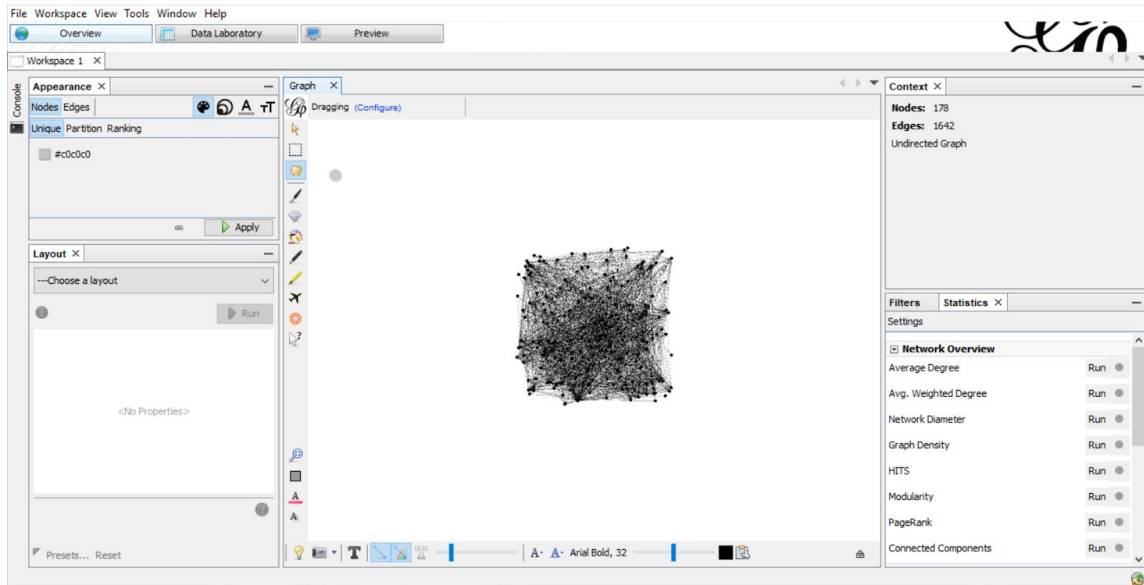 File Workspace View Tools Window Help
Overview Data Laboratory Preview
Workspace 1
Console
Appearance
Nodes Edges
Unique Partition Ranking
#c0c0c0
Apply
Layout
---Choose a layout
Run
<No Properties>
Presets... Reset
Graph
Dragging (Configure)
Arial Bold, 32
Context
Nodes: 178
Edges: 1642
Undirected Graph
Filters Statistics
Settings
Network Overview
Average Degree Run
Avg. Weighted Degree Run
Network Diameter Run
Graph Density Run
HITS Run
Modularity Run
PageRank Run
Connected Components Run